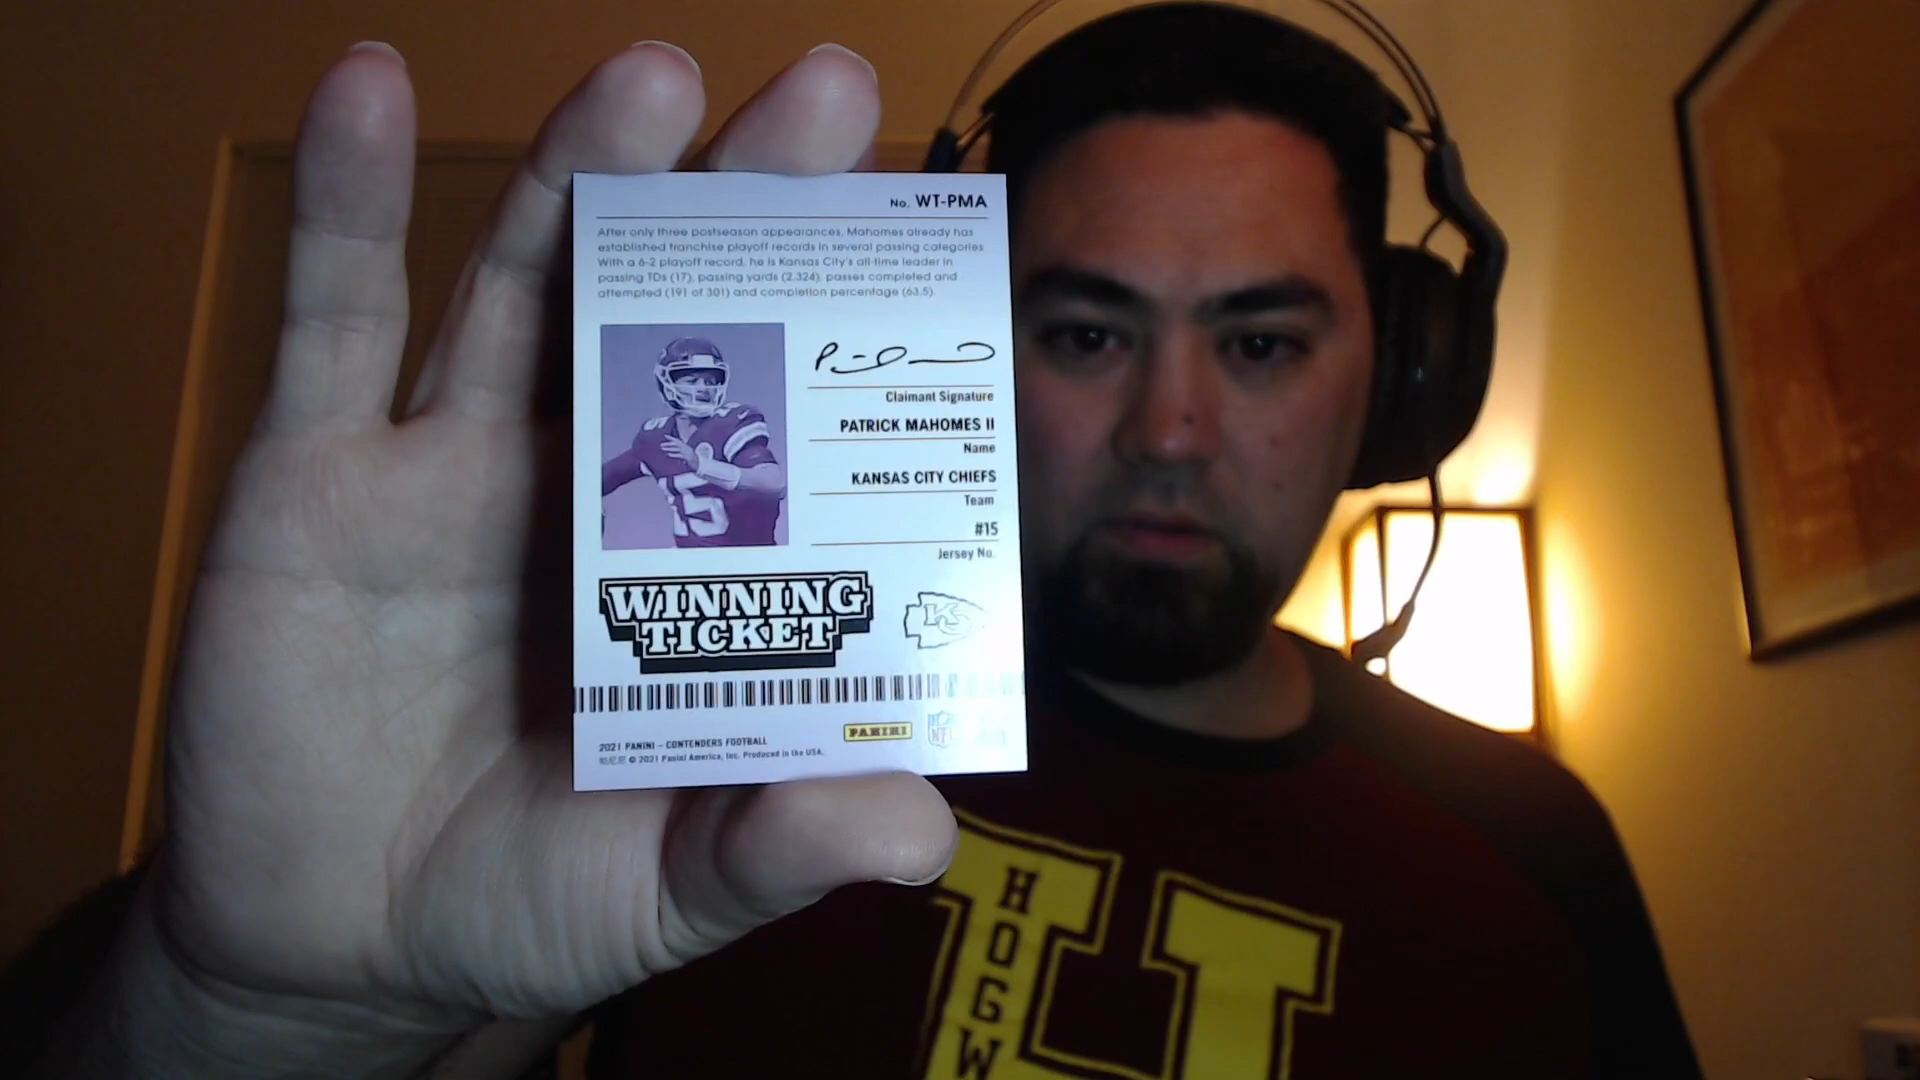 No. WT-PMA
After only three postseason appearances, Mahomes already has
established franchise playoff records in several passing categories
With a 6-2 playoff record, he is Kansas City's all-time leader in
passing TDs (17), passing yards (2,324), passes completed and
attempted (191 of 301) and completion percentage (63.5).
Claimant Signature
PATRICK MAHOMES II
Name
KANSAS CITY CHIEFS
Team
#15
Jersey No.
15
WINNING
TICKET
KC
PANINI
NFL
2021 PANINI – CONTENDERS FOOTBALL
© 2021 Panini America, Inc. Produced in the USA.
HOGW